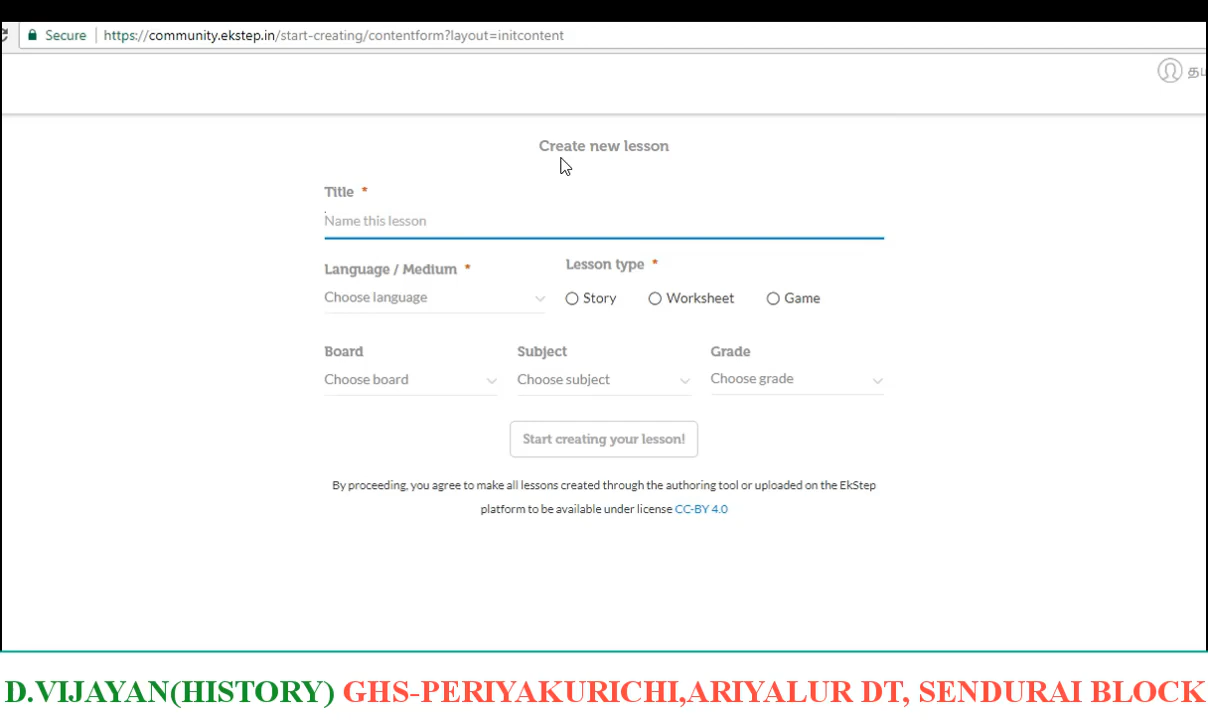 Secure https://community.ekstep.in/start-creating/contentform?layout=initcontent
Create new lesson
Title *
Name this lesson
Language / Medium * Lesson type *
Choose language Story Worksheet Game
Board Subject Grade
Choose board Choose subject Choose grade
Start creating your lesson!
By proceeding, you agree to make all lessons created through the authoring tool or uploaded on the EkStep
platform to be available under license CC-BY 4.0
D.VIJAYAN(HISTORY) GHS-PERIYAKURICHI,ARIYALUR DT, SENDURAI BLOCK